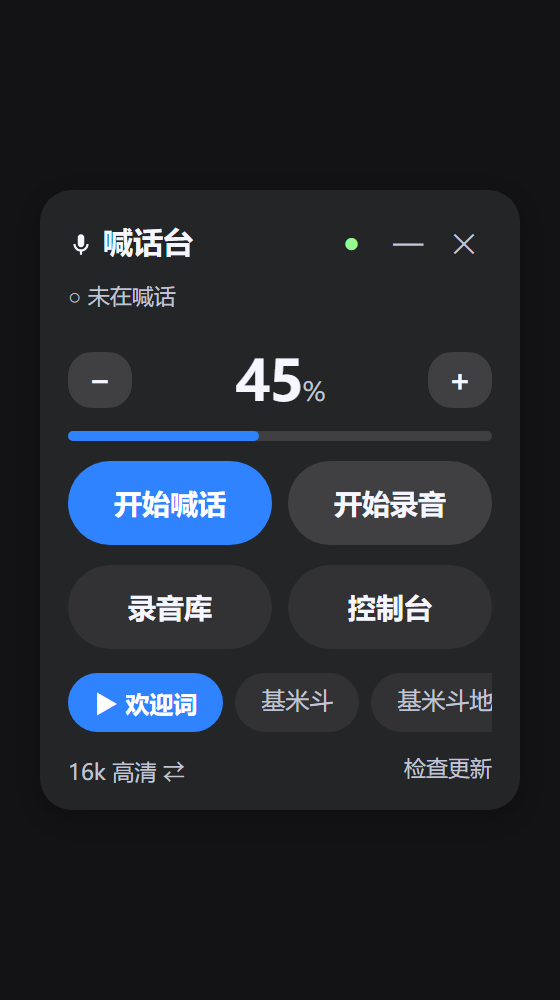 喊话台
○ 未在喊话
− 45% +
开始喊话 开始录音
录音库 控制台
▶ 欢迎词 基米斗 基米斗地
16k 高清 ⇄ 检查更新